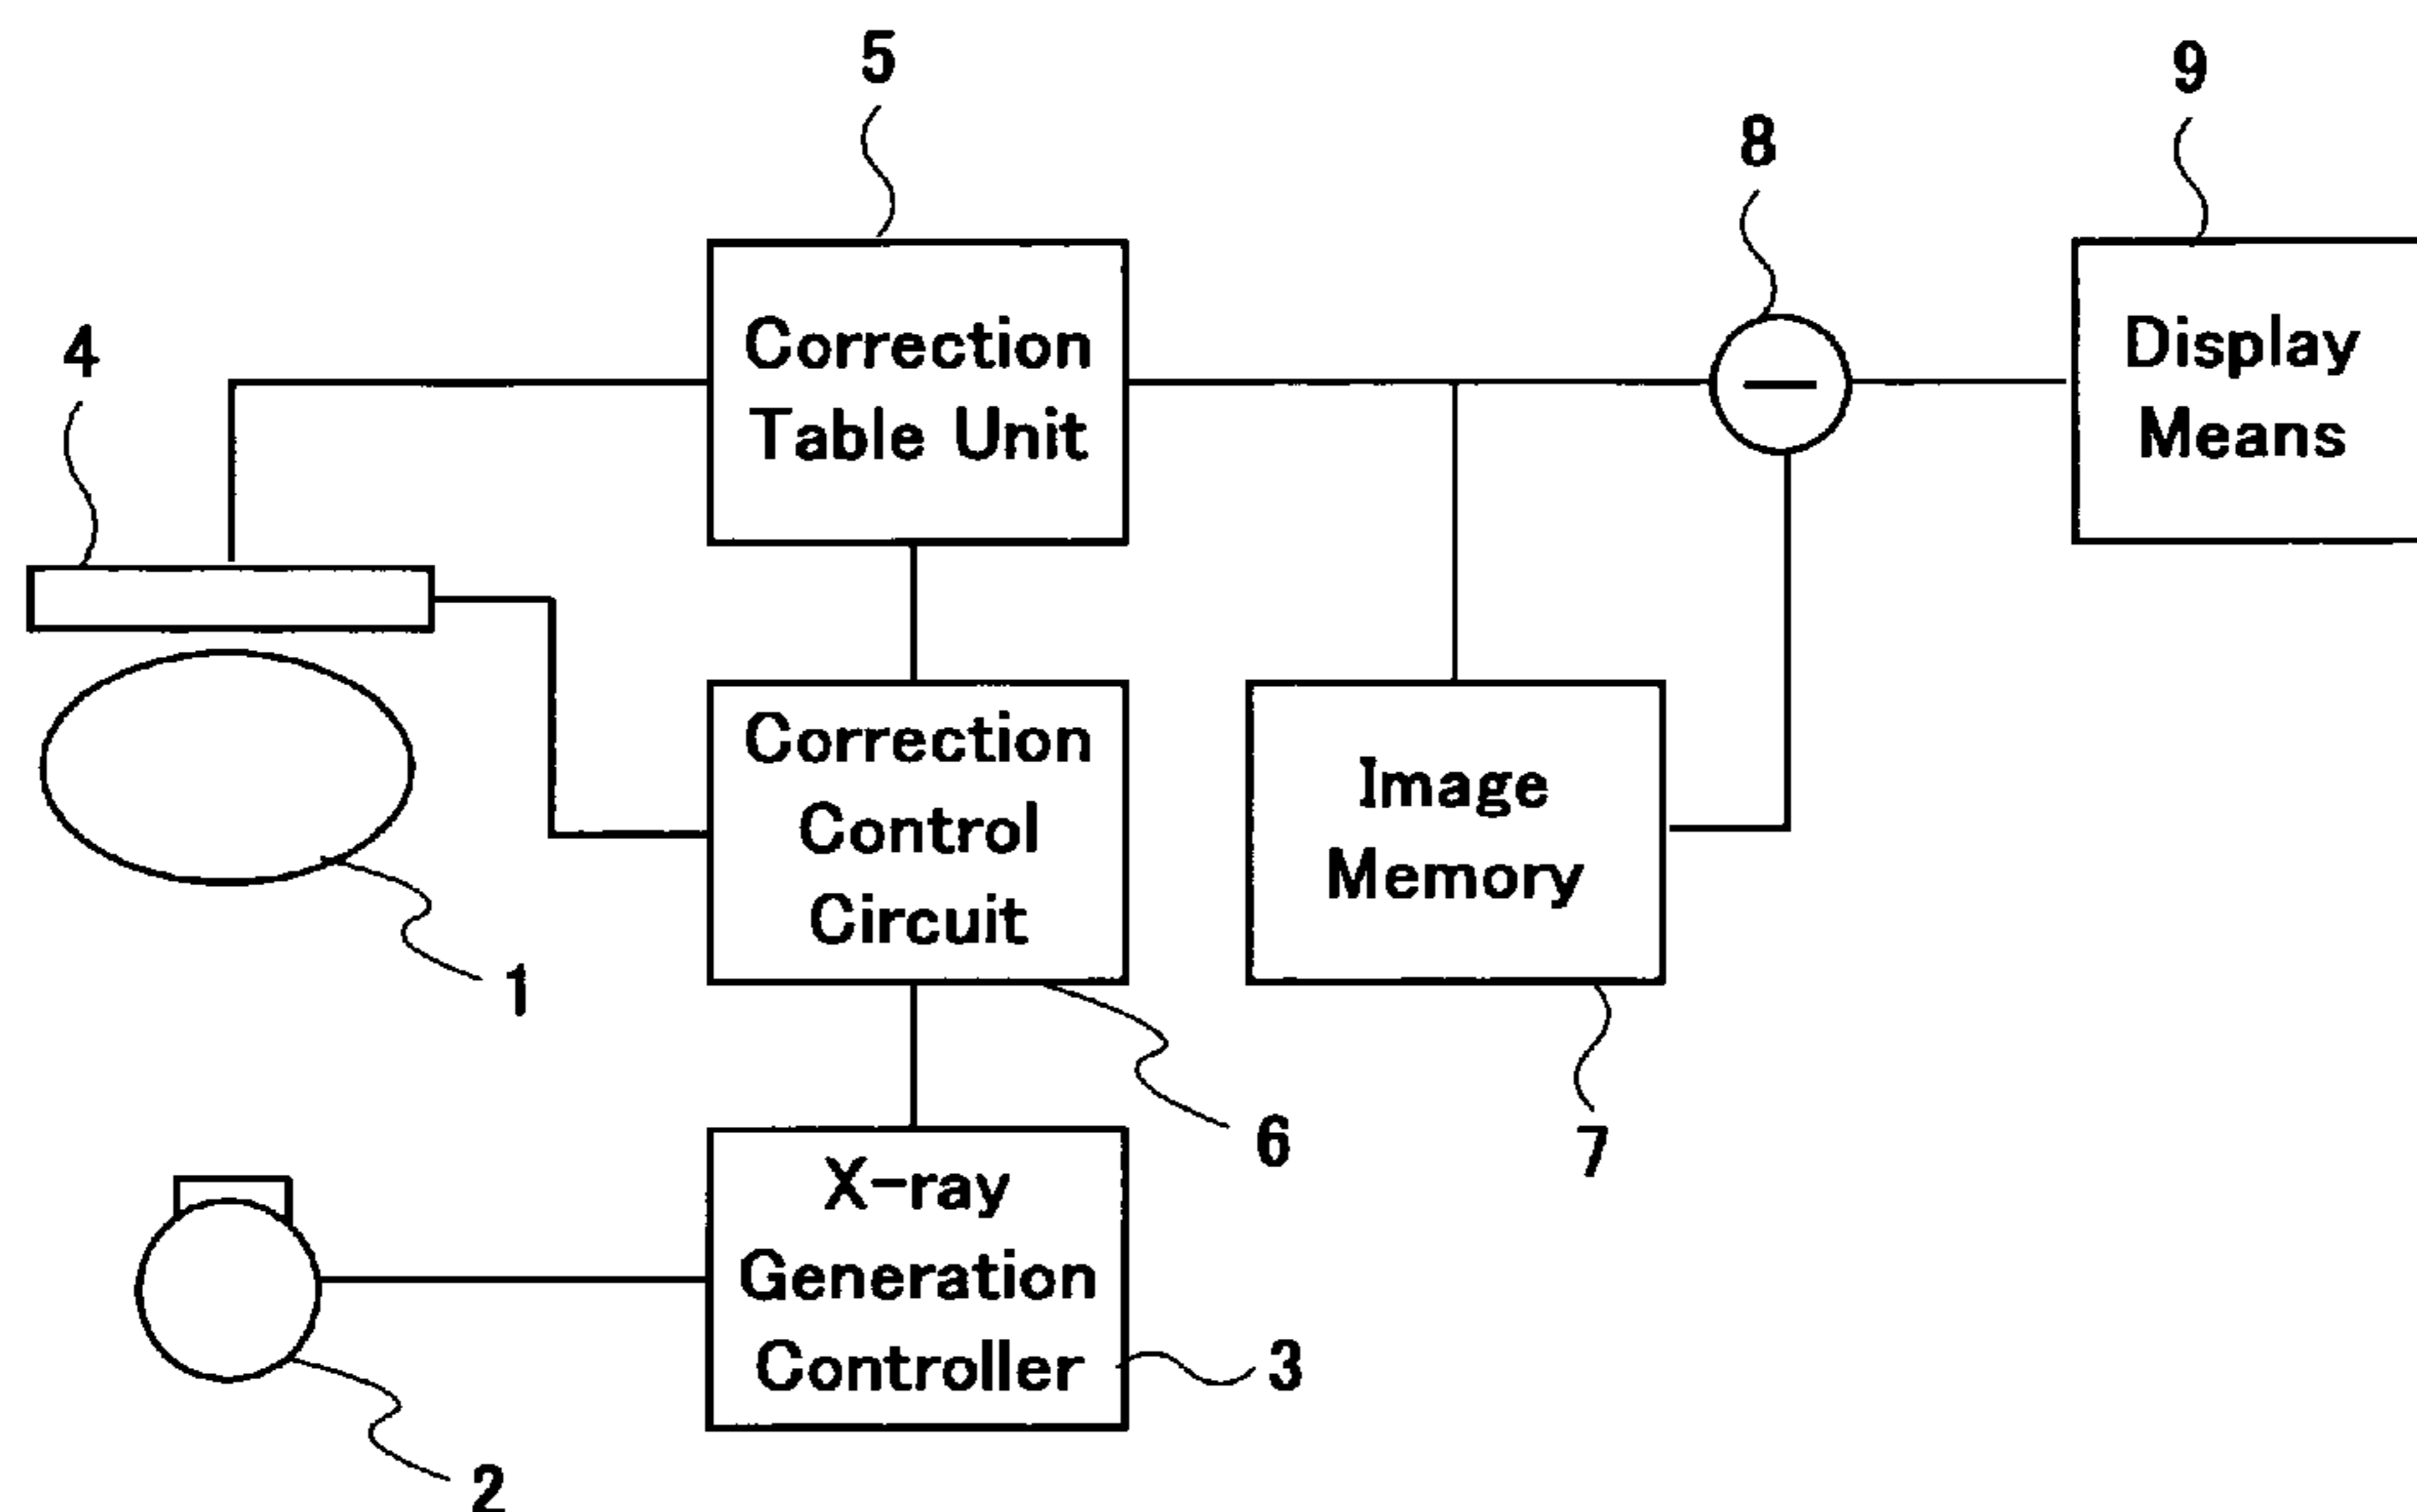 5
9
8
4
Correction
Table Unit
Display
Means
Correction
Control
Circuit
Image
Memory
1
6
7
X-ray
Generation
Controller
3
2